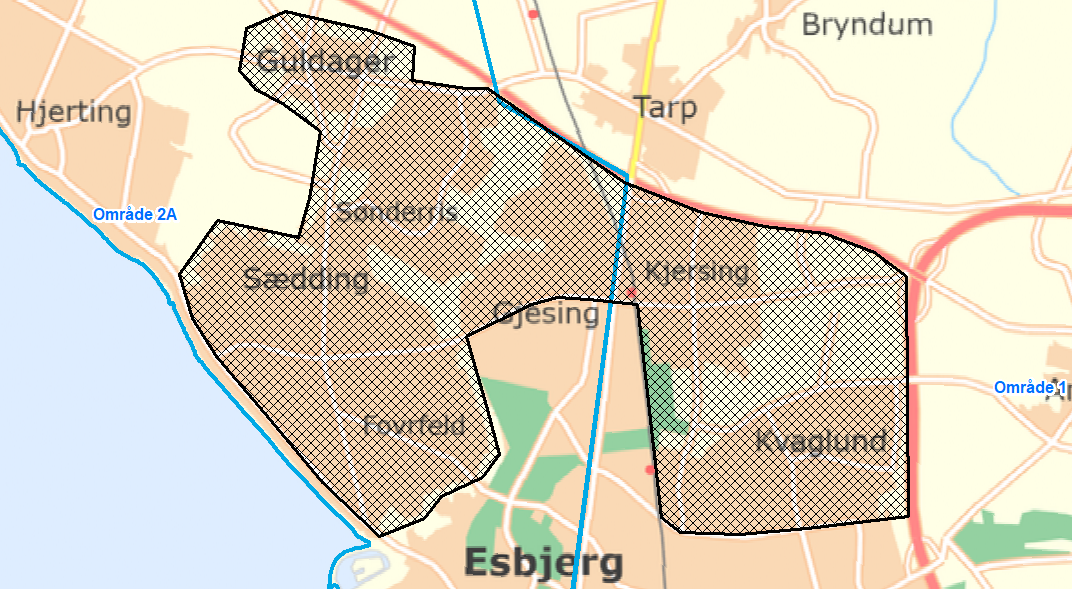 Bryndum
Guldager
Hjerting
Tarp
Område 2A
Sønderris
Sædding
Kjersing
Gjesing
Område 1
Fovrfeld
Kvaglund
Esbjerg